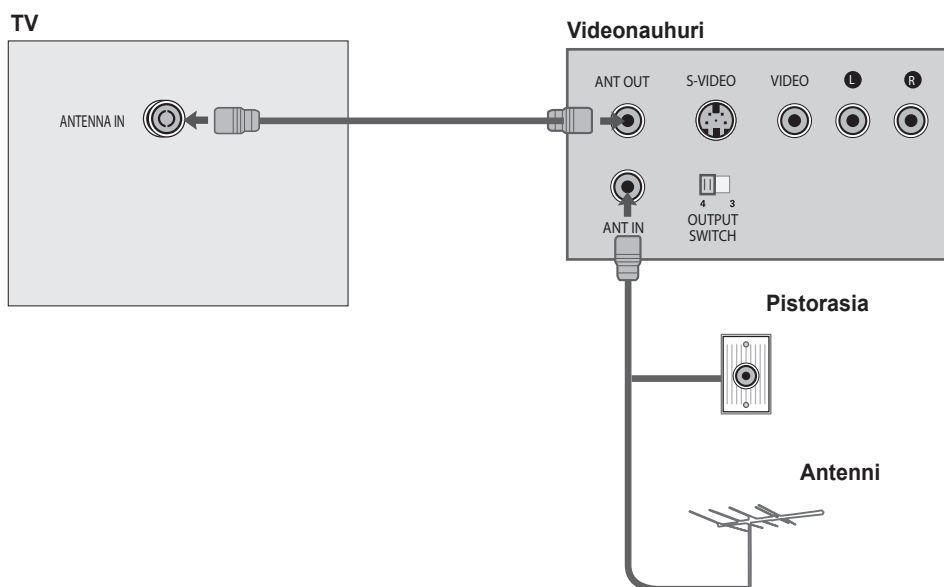 TV
Videonauhuri
ANTENNA IN
ANT OUT
S-VIDEO
VIDEO
L
R
ANT IN
4 3
OUTPUT
SWITCH
Pistorasia
Antenni